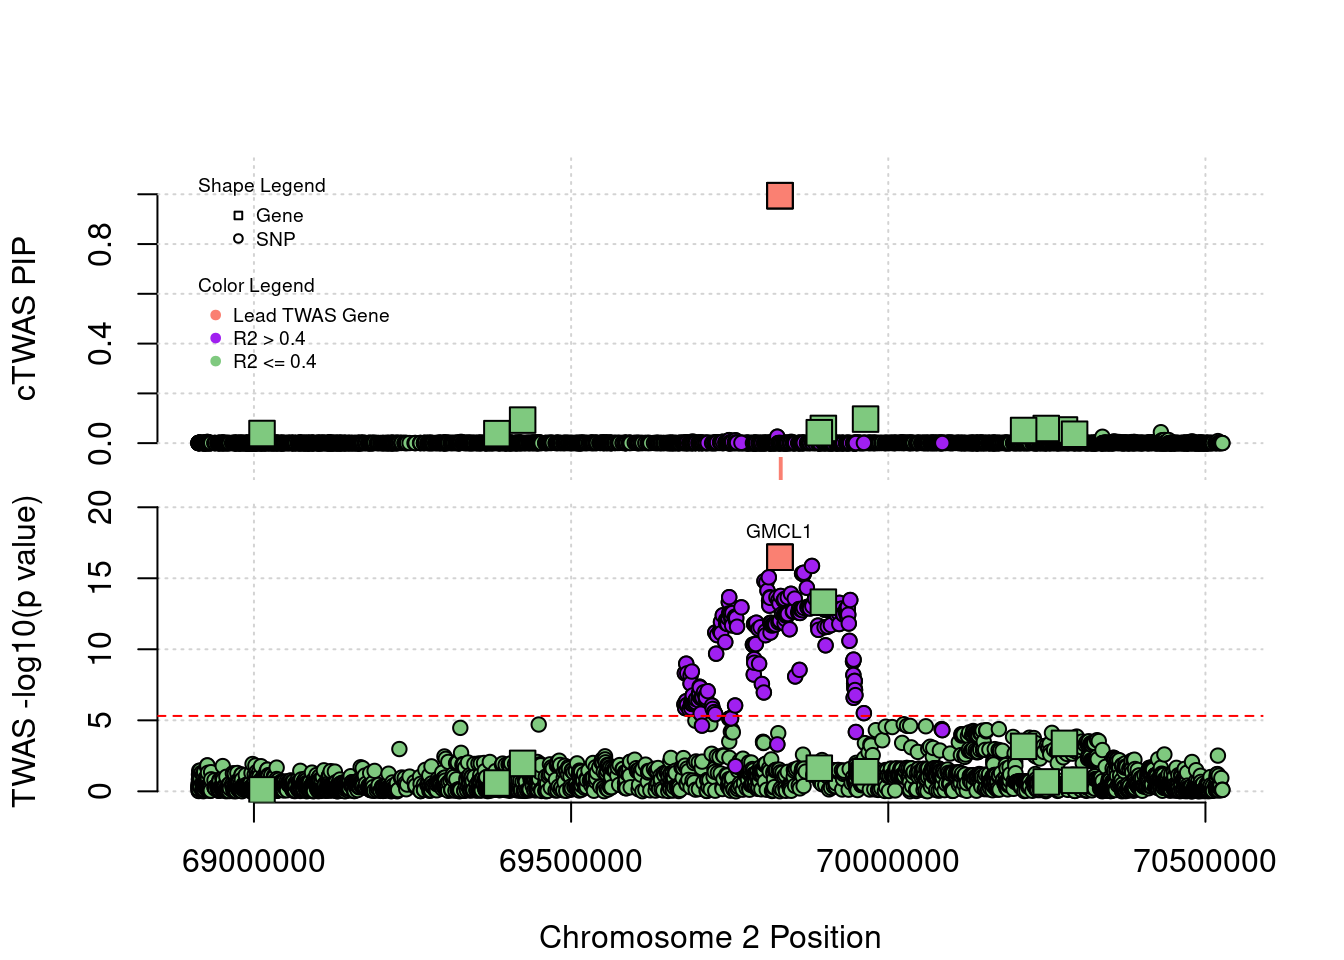 Shape Legend
Gene
SNP
Color Legend
Lead TWAS Gene
R2 > 0.4
R2 <= 0.4
cTWAS PIP
0.8
0.4
0.0
GMCL1
TWAS -log10(p value)
20
15
10
5
0
69000000 69500000 70000000 70500000
Chromosome 2 Position